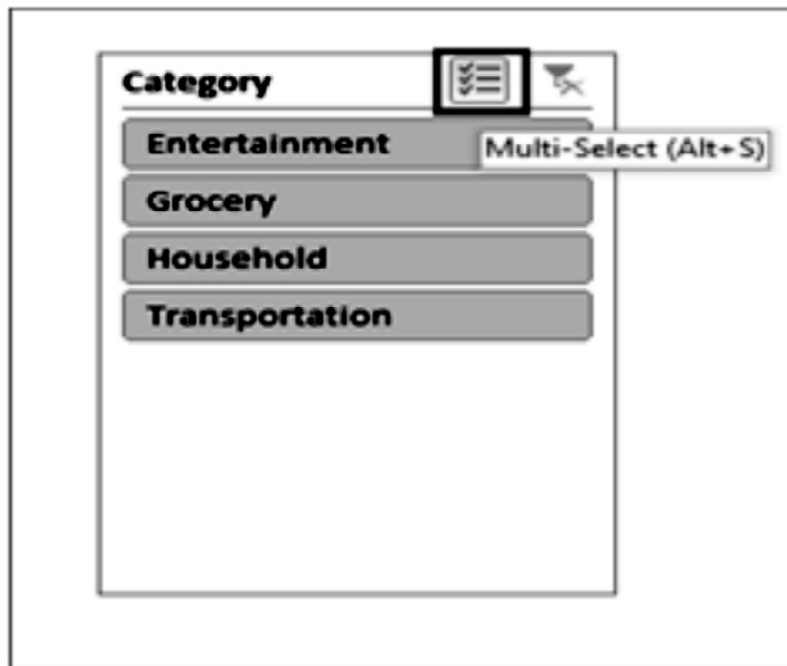 Category
Entertainment
Multi-Select (Alt+S)
Grocery
Household
Transportation